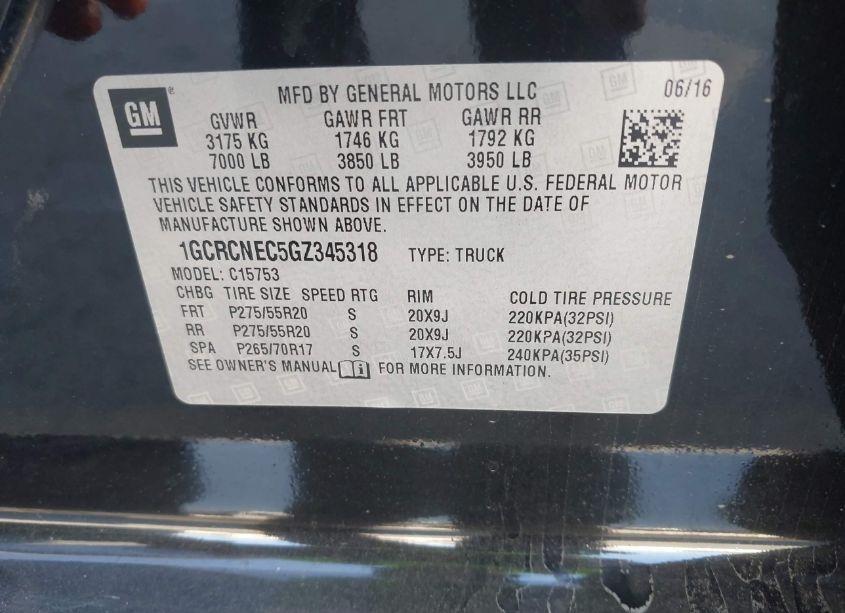 GM ® MFD BY GENERAL MOTORS LLC 06/16
GVWR GAWR FRT GAWR RR
3175 KG 1746 KG 1792 KG
7000 LB 3850 LB 3950 LB
THIS VEHICLE CONFORMS TO ALL APPLICABLE U.S. FEDERAL MOTOR
VEHICLE SAFETY STANDARDS IN EFFECT ON THE DATE OF
MANUFACTURE SHOWN ABOVE.
1GCRCNEC5GZ345318 TYPE: TRUCK
MODEL: C15753
CHBG TIRE SIZE SPEED RTG RIM COLD TIRE PRESSURE
FRT P275/55R20 S 20X9J 220KPA(32PSI)
RR P275/55R20 S 20X9J 220KPA(32PSI)
SPA P265/70R17 S 17X7.5J 240KPA(35PSI)
SEE OWNER'S MANUAL FOR MORE INFORMATION.